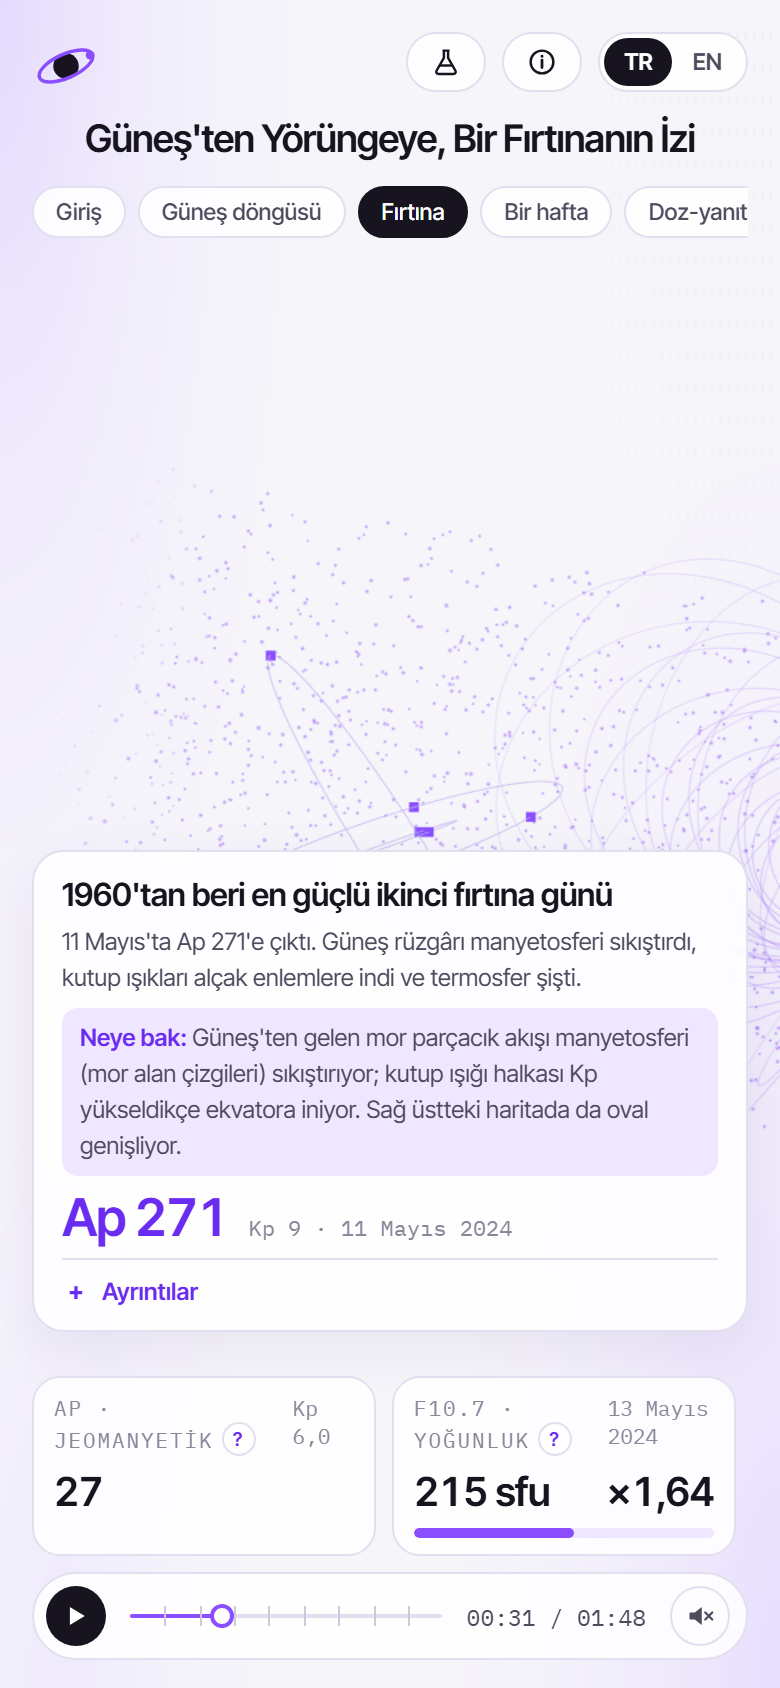 TR
EN
Güneş'ten Yörüngeye, Bir Fırtınanın İzi
Giriş
Güneş döngüsü
Fırtına
Bir hafta
Doz-yanıt
1960'tan beri en güçlü ikinci fırtına günü
11 Mayıs'ta Ap 271'e çıktı. Güneş rüzgârı manyetosferi sıkıştırdı,
kutup ışıkları alçak enlemlere indi ve termosfer şişti.
Neye bak: Güneş'ten gelen mor parçacık akışı manyetosferi
(mor alan çizgileri) sıkıştırıyor; kutup ışığı halkası Kp
yükseldikçe ekvatora iniyor. Sağ üstteki haritada da oval
genişliyor.
Ap 271 Kp 9 · 11 Mayıs 2024
+ Ayrıntılar
AP ·
JEOMANYETİK ?
Kp
6,0
27
F10.7 ·
YOĞUNLUK ?
13 Mayıs
2024
215 sfu
×1,64
00:31 / 01:48